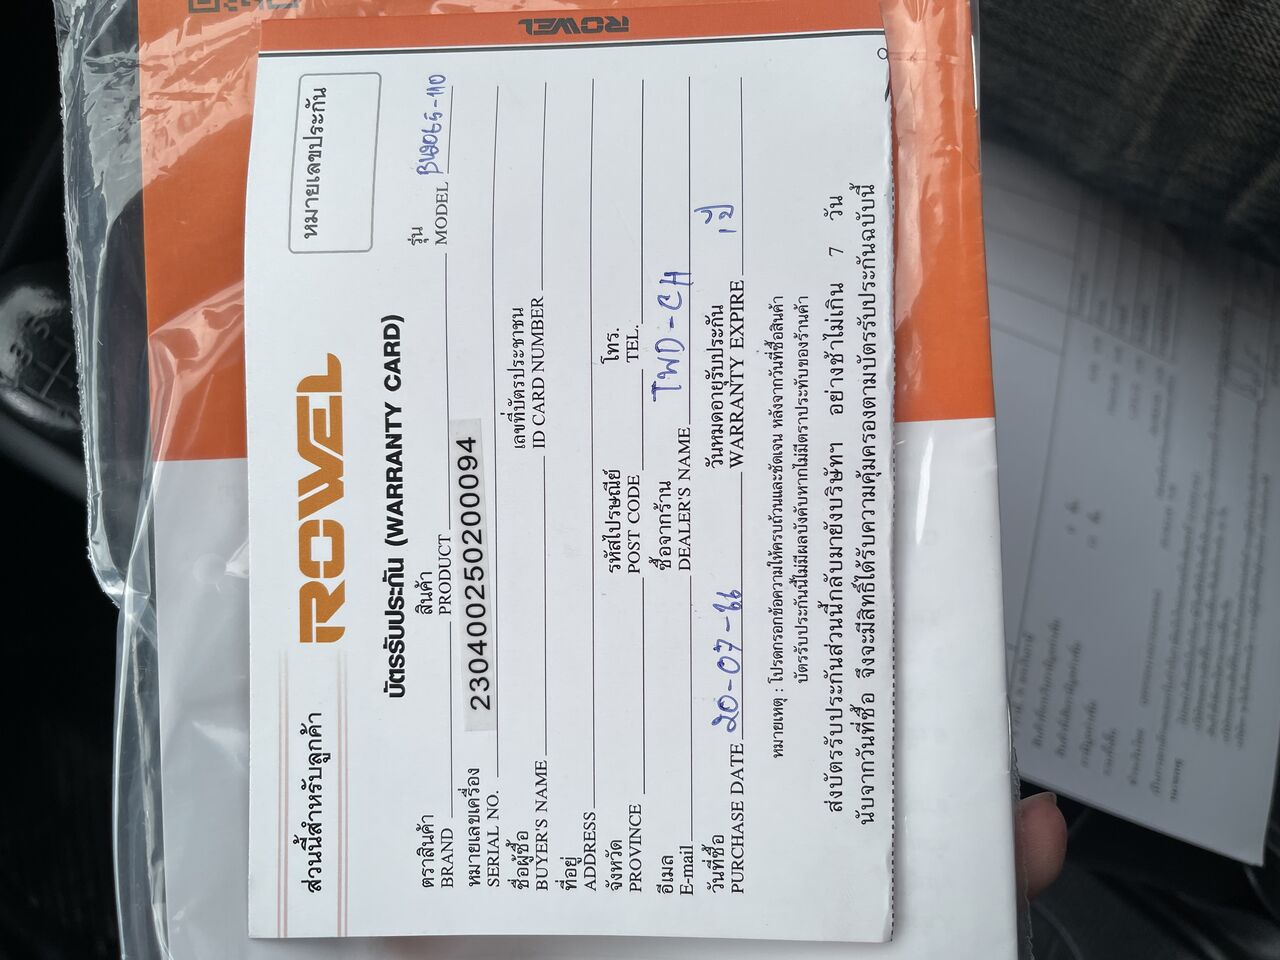 ROWEL
ส่วนนี้สำหรับลูกค้า
ROWEL
หมายเลขประกัน
บัตรรับประกัน (WARRANTY CARD)
ตราสินค้า สินค้า รุ่น
BRAND PRODUCT MODEL BW2065-110
หมายเลขเครื่อง
SERIAL NO. 2304002502000094
ชื่อผู้ซื้อ เลขที่บัตรประชาชน
BUYER'S NAME ID CARD NUMBER
ที่อยู่
ADDRESS
จังหวัด รหัสไปรษณีย์ โทร.
PROVINCE POST CODE TEL.
อีเมล ซื้อจากร้าน
E-mail DEALER'S NAME TWD-CH
วันที่ซื้อ วันหมดอายุรับประกัน
PURCHASE DATE 20-07-66 WARRANTY EXPIRE 1 ปี
หมายเหตุ : โปรดกรอกข้อความให้ครบถ้วนและชัดเจน หลังจากวันที่ซื้อสินค้า
บัตรรับประกันนี้ไม่มีผลบังคับหากไม่มีตราประทับของร้านค้า
ส่งบัตรรับประกันส่วนนี้กลับมายังบริษัทฯ อย่างช้าไม่เกิน 7 วัน
นับจากวันที่ซื้อ จึงจะมีสิทธิ์ได้รับความคุ้มครองตามบัตรรับประกันฉบับนี้